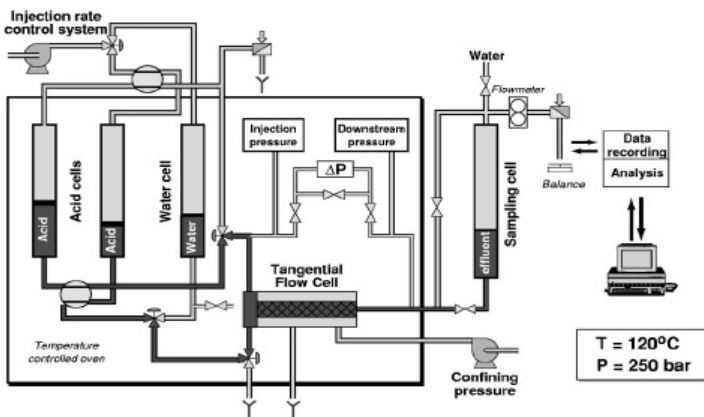 Injection rate
control system
Water
Flowmeter
Injection
pressure
Downstream
pressure
Data
recording
Analysis
ΔP
Balance
Acid cells
Water cell
Sampling cell
Acid
Acid
Water
effluent
Tangential
Flow Cell
Temperature
controlled oven
Confining
pressure
T = 120°C
P = 250 bar